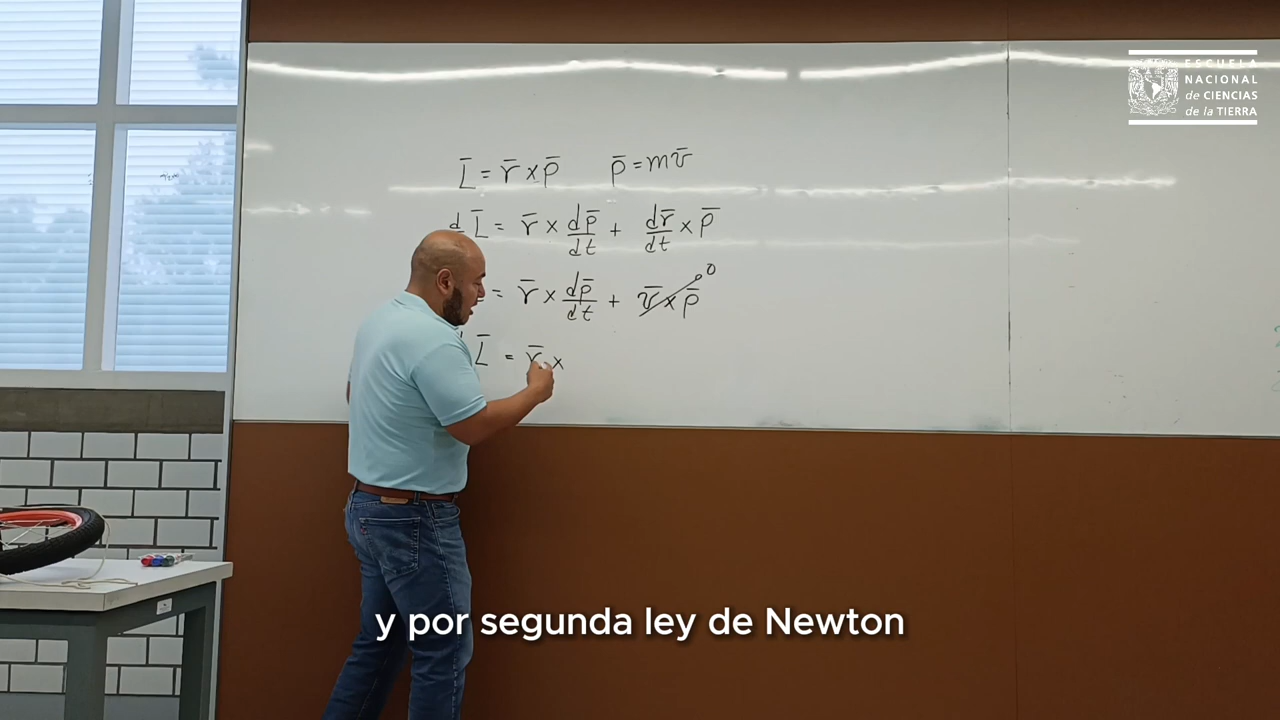 ESCUELA
NACIONAL
de CIENCIAS
de la TIERRA
L̄ = r̄ × p̄    p̄ = m v̄
d L̄ = r̄ × dp̄/dt + dr̄/dt × p̄
= r̄ × dp̄/dt + v̄ × p̄ 0
L̄ = r̄ ×
y por segunda ley de Newton